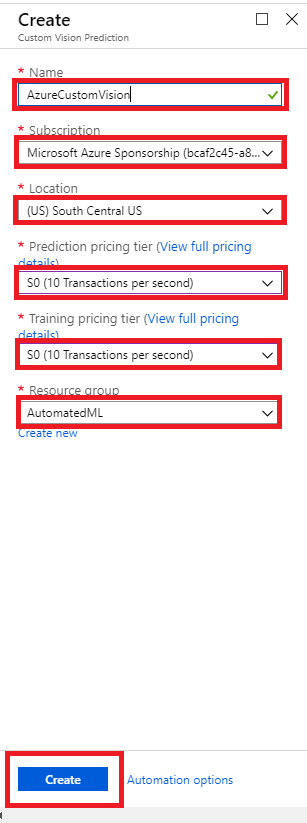 Create
Custom Vision Prediction
* Name
AzureCustomVision
* Subscription
Microsoft Azure Sponsorship (bcaf2c45-a8...
* Location
(US) South Central US
* Prediction pricing tier (View full pricing
details)
S0 (10 Transactions per second)
* Training pricing tier (View full pricing
details)
S0 (10 Transactions per second)
* Resource group
AutomatedML
Create new
Create
Automation options